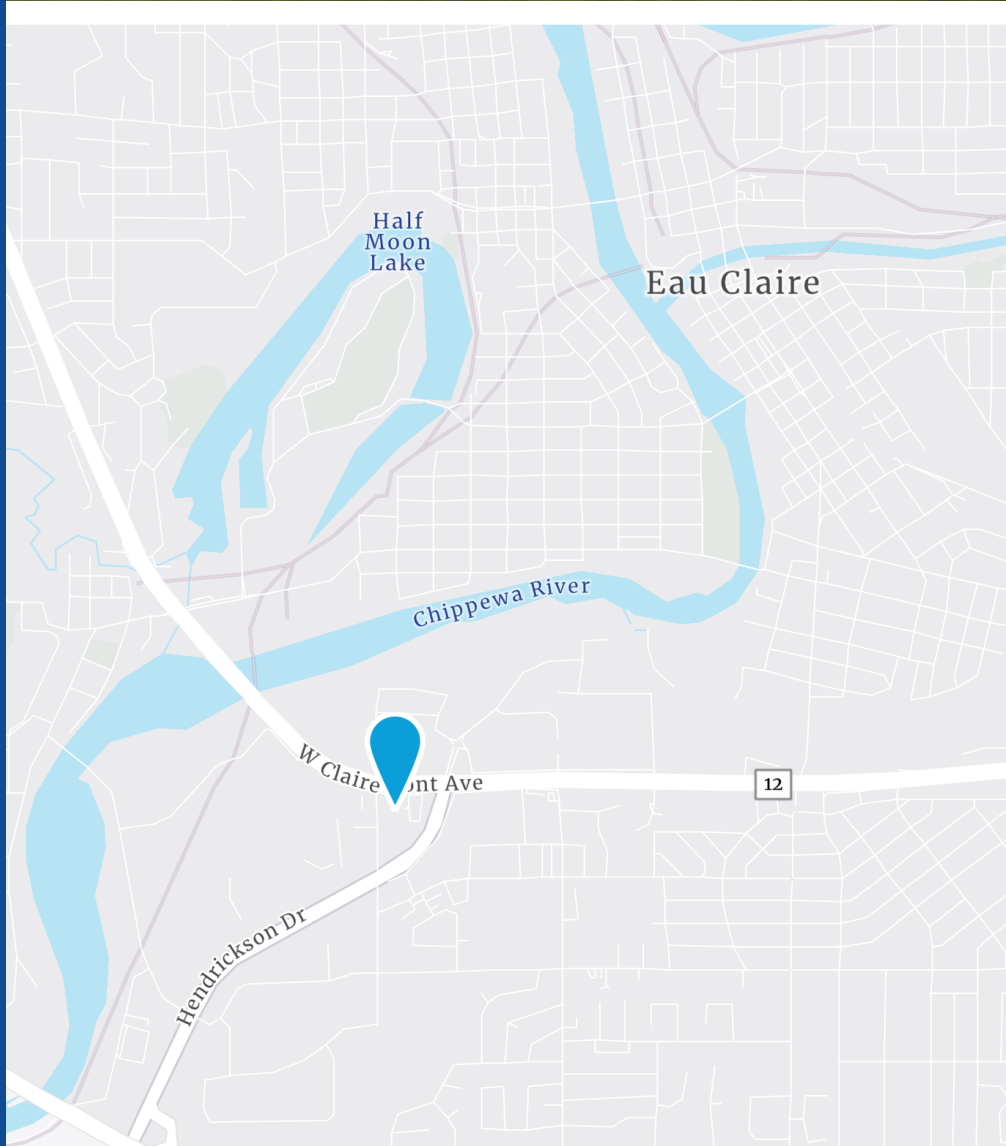 Half
Moon
Lake
Eau Claire
Chippewa River
W Claire ont Ave
12
Hendrickson Dr